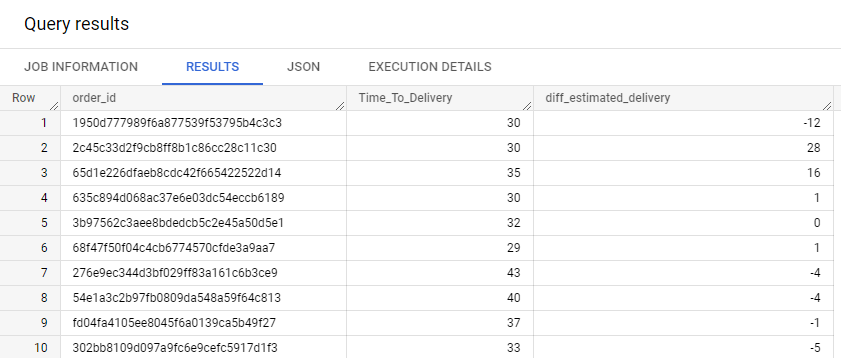 Query results
JOB INFORMATION RESULTS JSON EXECUTION DETAILS
Row order_id Time_To_Delivery diff_estimated_delivery
1 1950d777989f6a877539f53795b4c3c3 30 -12
2 2c45c33d2f9cb8ff8b1c86cc28c11c30 30 28
3 65d1e226dfaeb8cdc42f665422522d14 35 16
4 635c894d068ac37e6e03dc54eccb6189 30 1
5 3b97562c3aee8bdedcb5c2e45a50d5e1 32 0
6 68f47f50f04c4cb6774570cfde3a9aa7 29 1
7 276e9ec344d3bf029ff83a161c6b3ce9 43 -4
8 54e1a3c2b97fb0809da548a59f64c813 40 -4
9 fd04fa4105ee8045f6a0139ca5b49f27 37 -1
10 302bb8109d097a9fc6e9cefc5917d1f3 33 -5